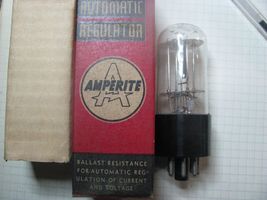 AUTOMATIC
REGULATOR
AMPERITE
BALLAST RESISTANCE
FOR AUTOMATIC REG-
ULATION OF CURRENT
AND VOLTAGE